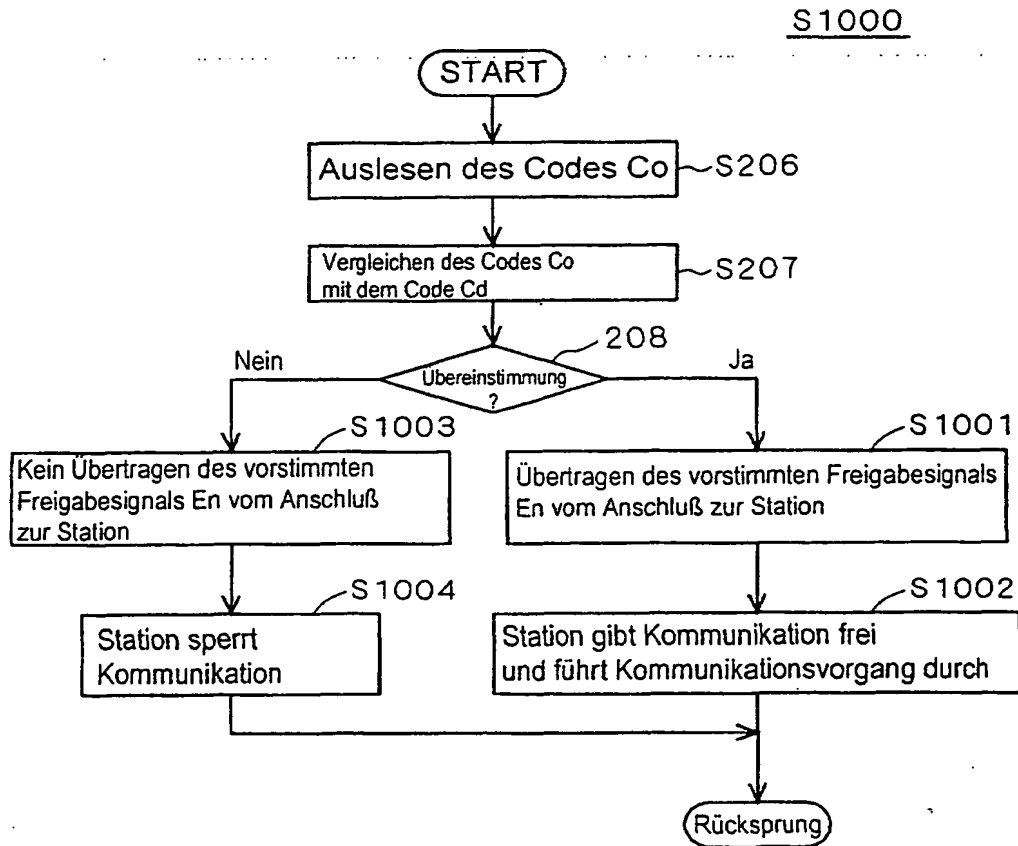 S1000
START
Auslesen des Codes Co
S206
Vergleichen des Codes Co
mit dem Code Cd
S207
208
Nein
Ja
Übereinstimmung
?
S1003
S1001
Kein Übertragen des vorstimmten
Freigabesignals En vom Anschluß
zur Station
Übertragen des vorstimmten Freigabesignals
En vom Anschluß zur Station
S1004
S1002
Station sperrt
Kommunikation
Station gibt Kommunikation frei
und führt Kommunikationsvorgang durch
Rücksprung